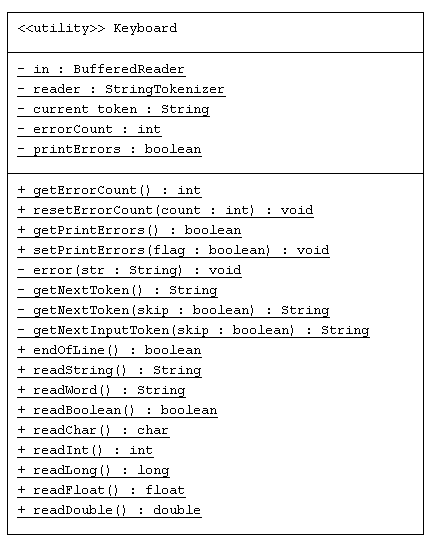 <<utility>> Keyboard
- in : BufferedReader
- reader : StringTokenizer
- current token : String
- errorCount : int
- printErrors : boolean
+ getErrorCount() : int
+ resetErrorCount(count : int) : void
+ getPrintErrors() : boolean
+ setPrintErrors(flag : boolean) : void
- error(str : String) : void
- getNextToken() : String
- getNextToken(skip : boolean) : String
- getNextInputToken(skip : boolean) : String
+ endOfLine() : boolean
+ readString() : String
+ readWord() : String
+ readBoolean() : boolean
+ readChar() : char
+ readInt() : int
+ readLong() : long
+ readFloat() : float
+ readDouble() : double